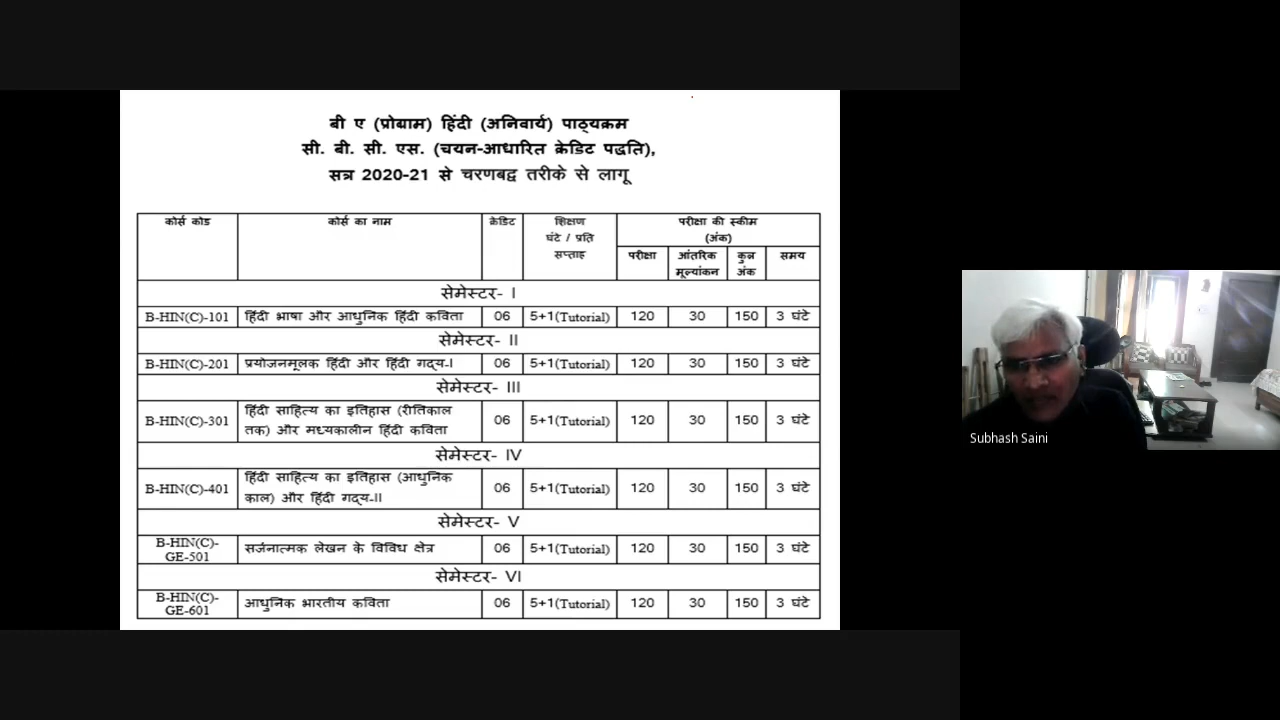 बी ए (प्रोग्राम) हिंदी (अनिवार्य) पाठ्यक्रम
सी. बी. सी. एस. (चयन-आधारित क्रेडिट पद्धति),
सत्र 2020-21 से चरणबद्व तरीके से लागू
कोर्स कोड कोर्स का नाम क्रेडिट शिक्षण घंटे / प्रति सप्ताह परीक्षा की स्कीम (अंक)
परीक्षा आंतरिक मूल्यांकन कुल अंक समय
सेमेस्टर- I
B-HIN(C)-101 हिंदी भाषा और आधुनिक हिंदी कविता 06 5+1(Tutorial) 120 30 150 3 घंटे
सेमेस्टर- II
B-HIN(C)-201 प्रयोजनमूलक हिंदी और हिंदी गद्य-I 06 5+1(Tutorial) 120 30 150 3 घंटे
सेमेस्टर- III
B-HIN(C)-301 हिंदी साहित्य का इतिहास (रीतिकाल तक) और मध्यकालीन हिंदी कविता 06 5+1(Tutorial) 120 30 150 3 घंटे
सेमेस्टर- IV
B-HIN(C)-401 हिंदी साहित्य का इतिहास (आधुनिक काल) और हिंदी गद्य-II 06 5+1(Tutorial) 120 30 150 3 घंटे
सेमेस्टर- V
B-HIN(C)-GE-501 सर्जनात्मक लेखन के विविध क्षेत्र 06 5+1(Tutorial) 120 30 150 3 घंटे
सेमेस्टर- VI
B-HIN(C)-GE-601 आधुनिक भारतीय कविता 06 5+1(Tutorial) 120 30 150 3 घंटे
Subhash Saini